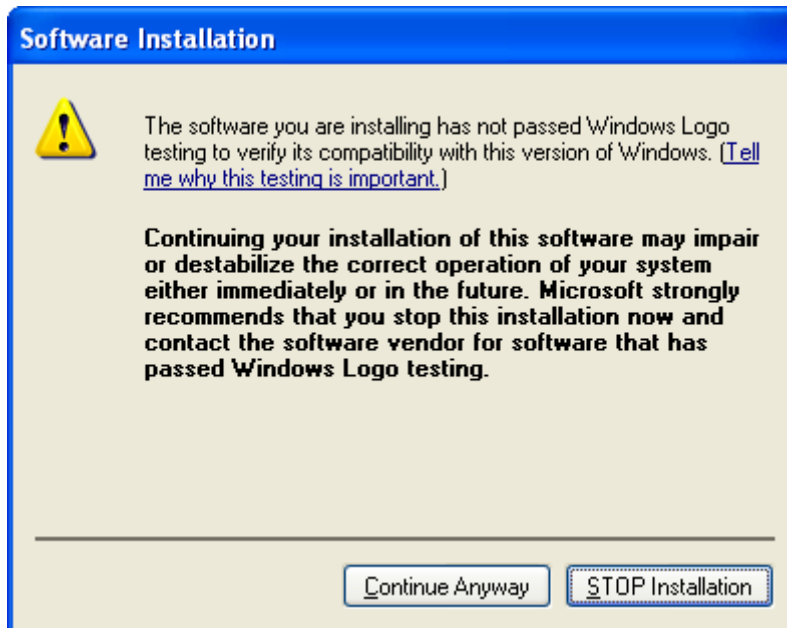 Software Installation
The software you are installing has not passed Windows Logo
testing to verify its compatibility with this version of Windows. (Tell
me why this testing is important.)
Continuing your installation of this software may impair
or destabilize the correct operation of your system
either immediately or in the future. Microsoft strongly
recommends that you stop this installation now and
contact the software vendor for software that has
passed Windows Logo testing.
Continue Anyway
STOP Installation